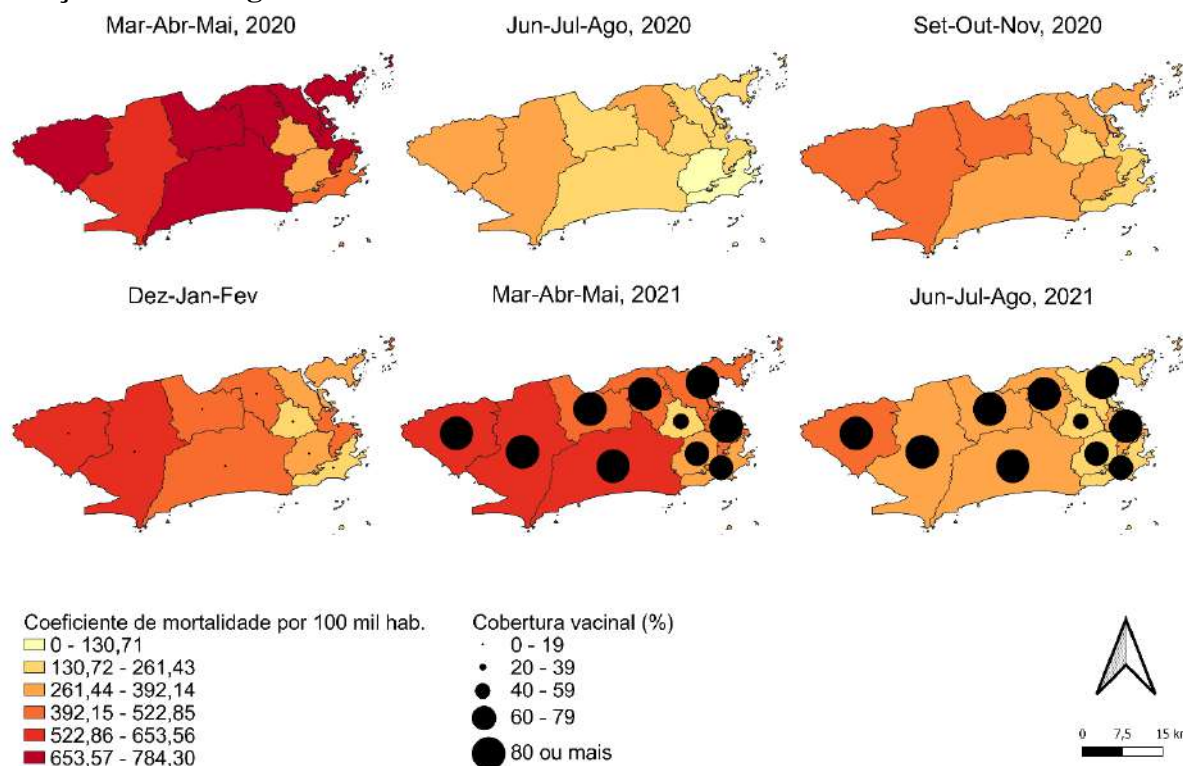 Mar-Abr-Mai, 2020
Jun-Jul-Ago, 2020
Set-Out-Nov, 2020
Dez-Jan-Fev
Mar-Abr-Mai, 2021
Jun-Jul-Ago, 2021
Coeficiente de mortalidade por 100 mil hab.
0 - 130,71
130,72 - 261,43
261,44 - 392,14
392,15 - 522,85
522,86 - 653,56
653,57 - 784,30
Cobertura vacinal (%)
0 - 19
20 - 39
40 - 59
60 - 79
80 ou mais
0 7,5 15 km